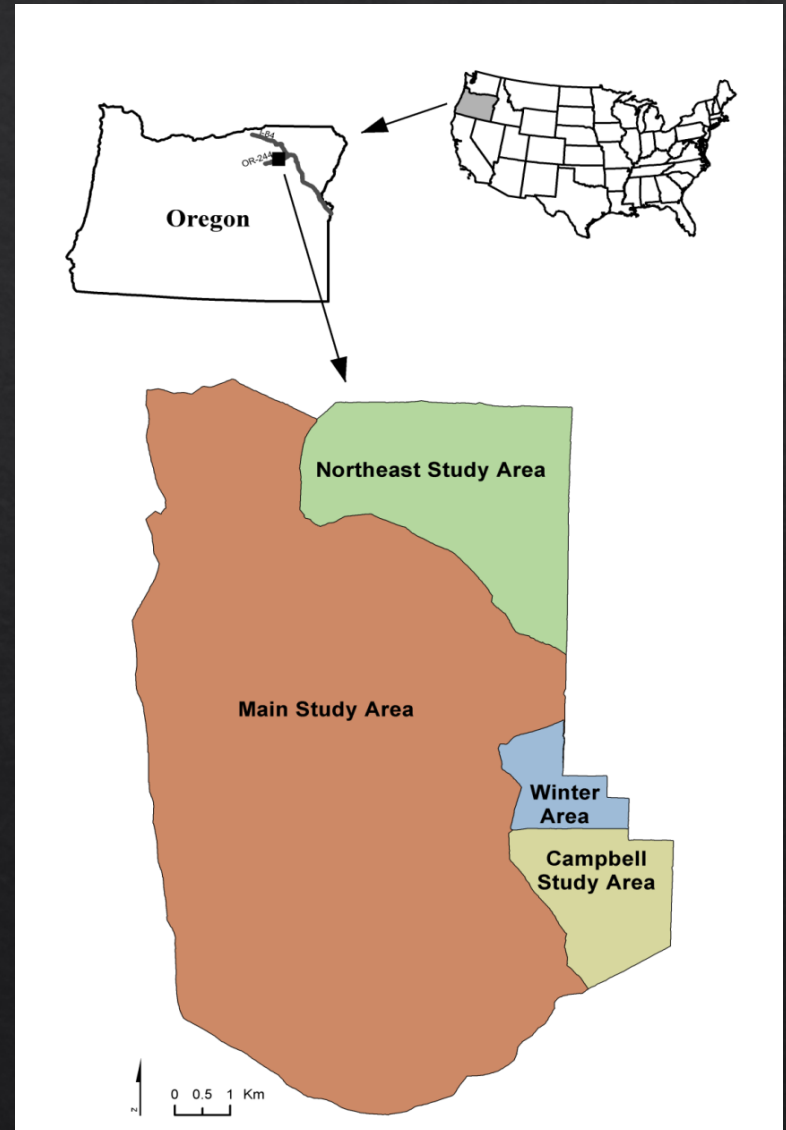 I-84
OR-244
Oregon
Northeast Study Area
Main Study Area
Winter
Area
Campbell
Study Area
N
0 0.5 1 Km